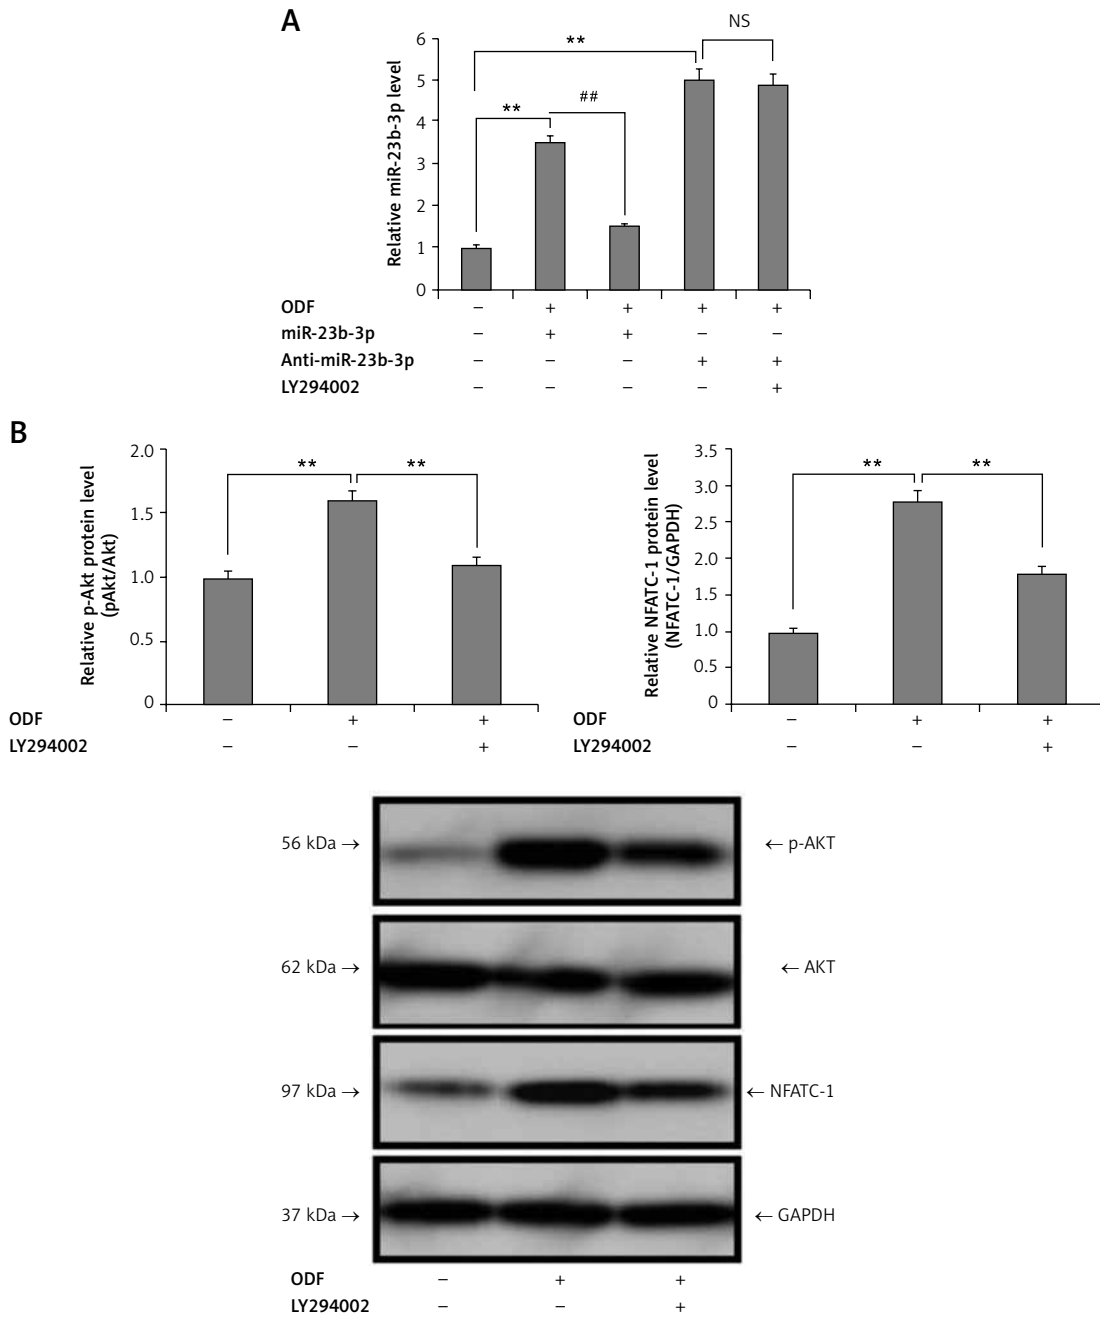 A
NS
**
**
##
Relative miR-23b-3p level
6
5
4
3
2
1
0
ODF – + + + +
miR-23b-3p – + + – –
Anti-miR-23b-3p – – – + +
LY294002 – – – – +
B
Relative p-Akt protein level
(pAkt/Akt)
2.0
1.5
1.0
0.5
0
** **
ODF – + +
LY294002 – – +
Relative NFATC-1 protein level
(NFATC-1/GAPDH)
3.5
3.0
2.5
2.0
1.5
1.0
0.5
0
** **
ODF – + +
LY294002 – – +
56 kDa → ← p-AKT
62 kDa → ← AKT
97 kDa → ← NFATC-1
37 kDa → ← GAPDH
ODF – + +
LY294002 – – +